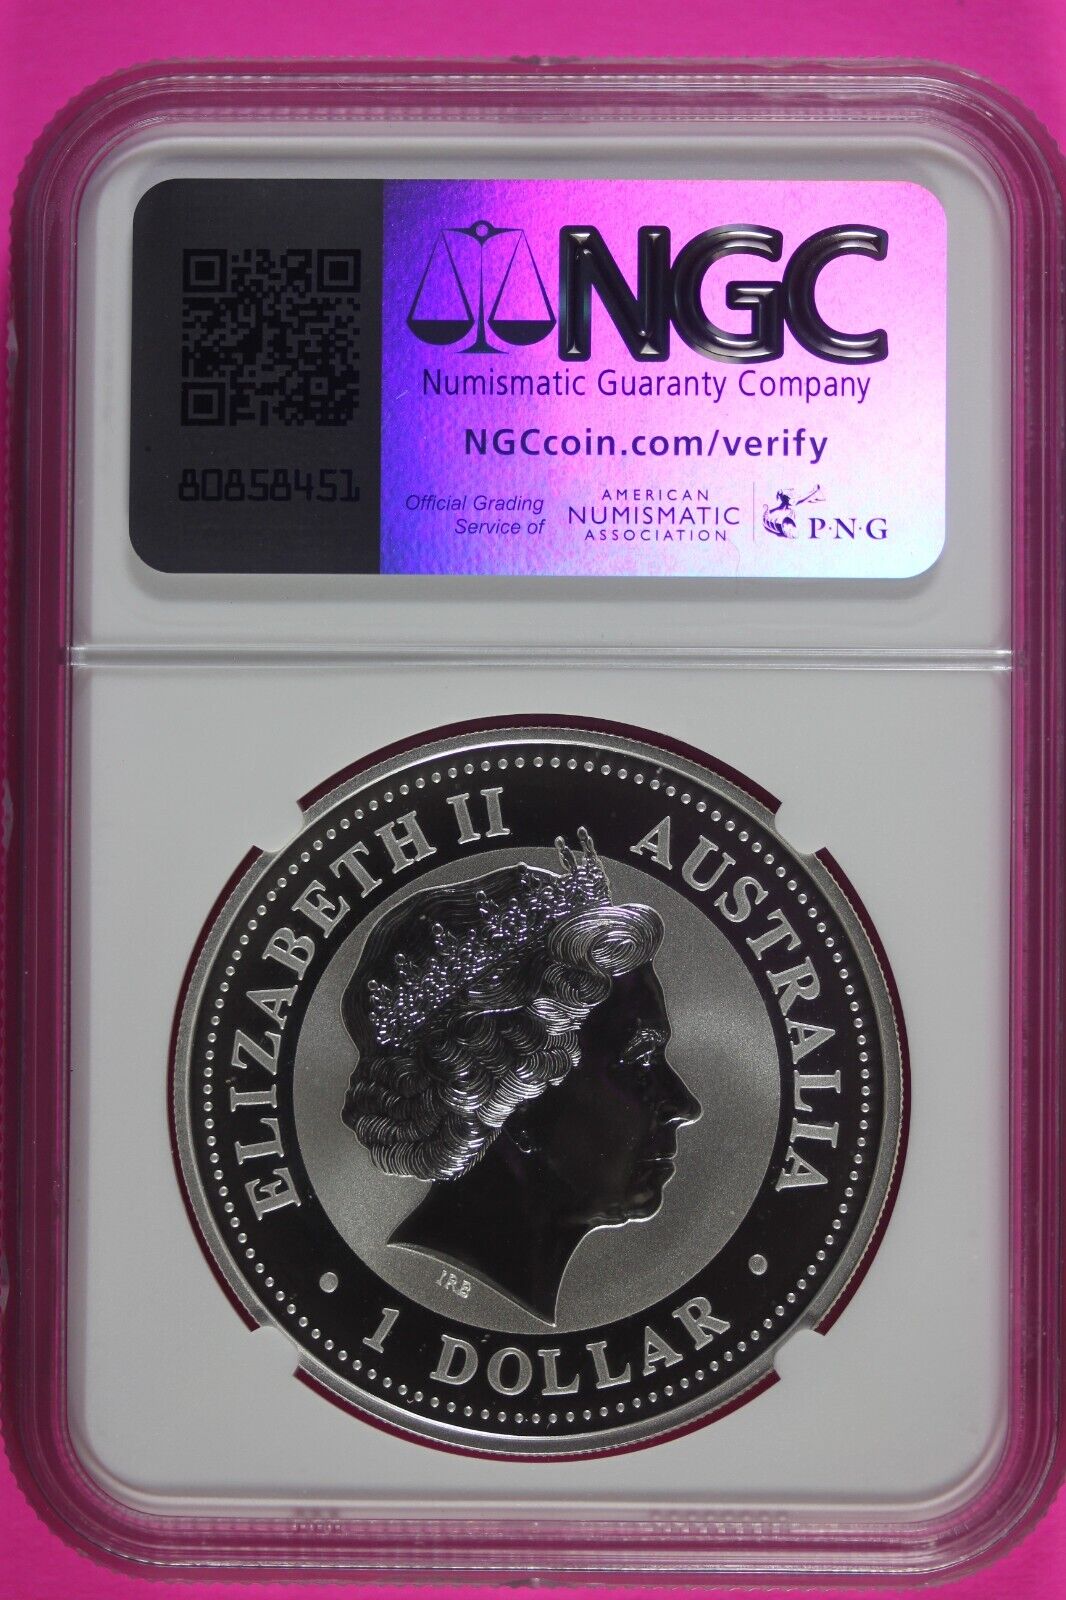 NGC
Numismatic Guaranty Company
NGCcoin.com/verify
80858451
Official Grading
Service of
AMERICAN
NUMISMATIC
ASSOCIATION
P·N·G
ELIZABETH II AUSTRALIA
IRB
• 1 DOLLAR •